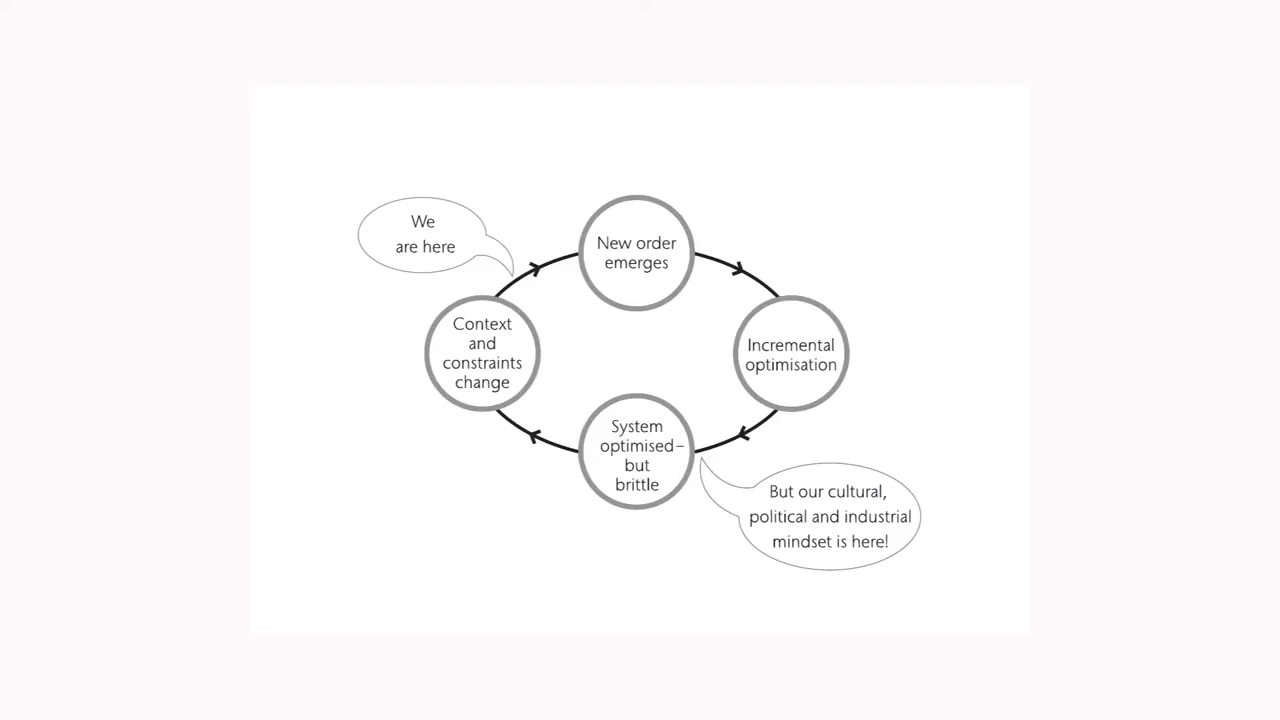 We
are here
New order
emerges
Context
and
constraints
change
Incremental
optimisation
System
optimised–
but
brittle
But our cultural,
political and industrial
mindset is here!